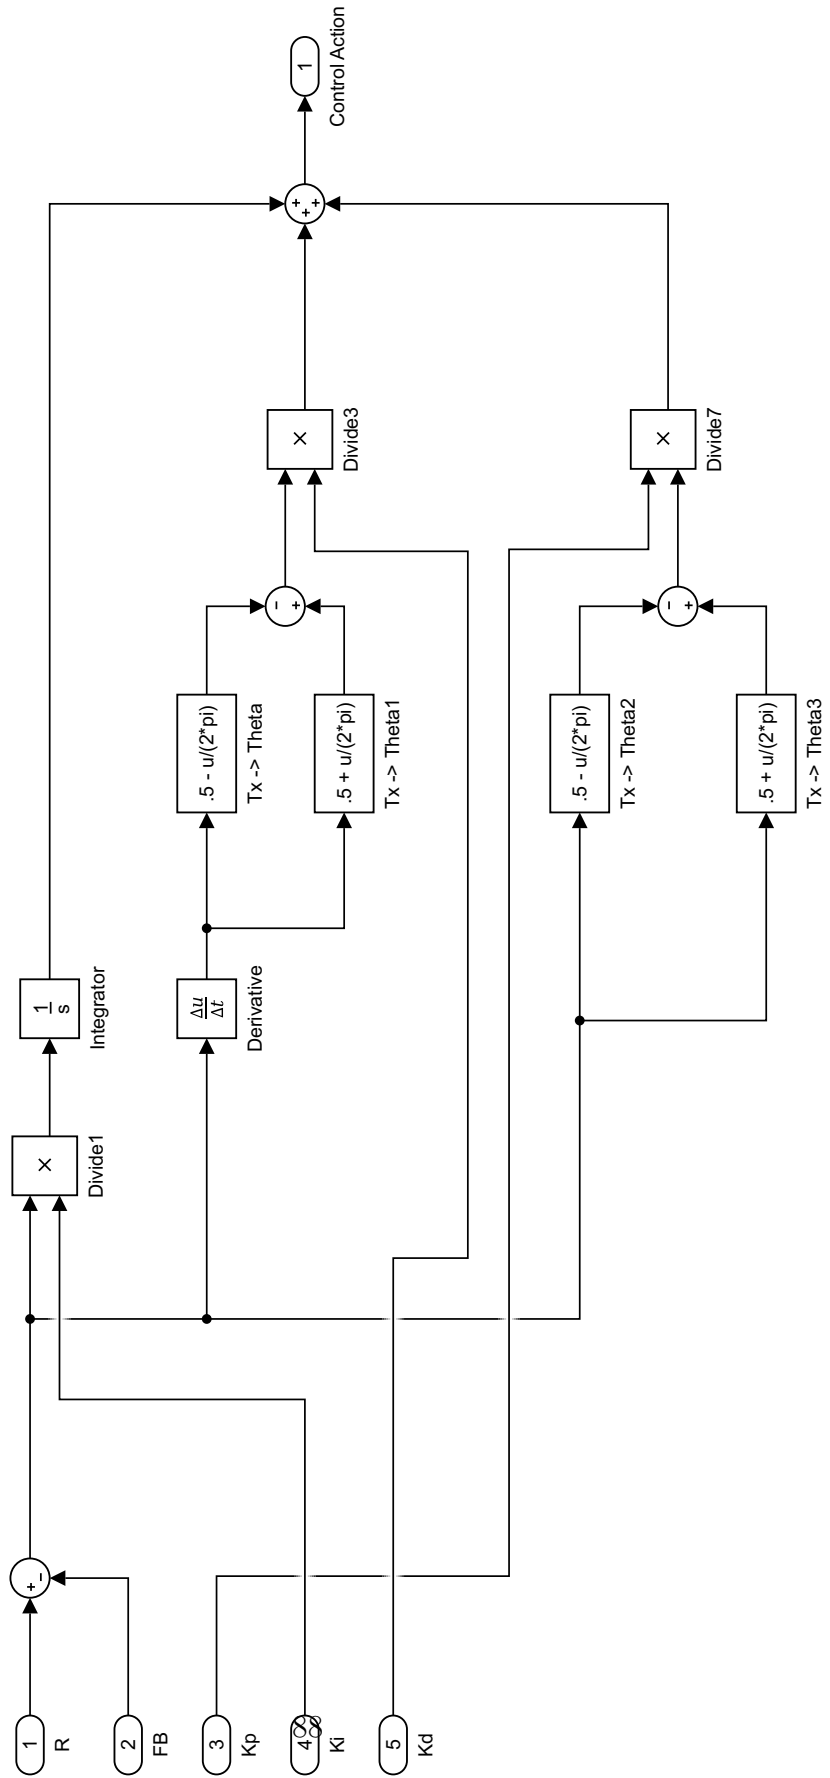 1
R
2
FB
3
Kp
4
Ki
88
5
Kd
+
−
×
Divide1
1
s
Integrator
Δu
Δt
Derivative
.5 - u/(2*pi)
Tx -> Theta
.5 + u/(2*pi)
Tx -> Theta1
−
+
×
Divide3
.5 - u/(2*pi)
Tx -> Theta2
.5 + u/(2*pi)
Tx -> Theta3
−
+
×
Divide7
+
+
+
1
Control Action